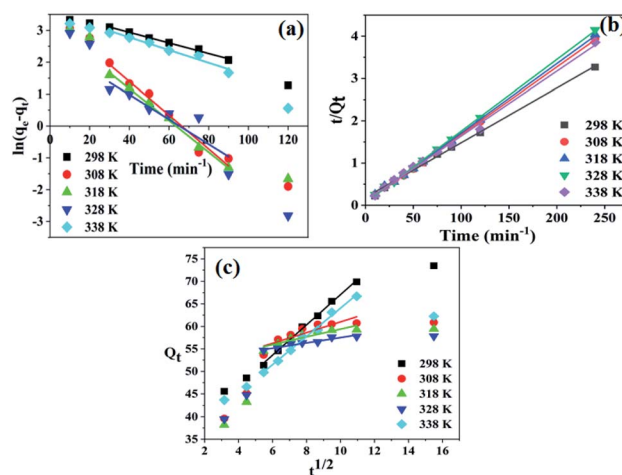 (a)
3
2
1
0
-1
-2
-3
ln(qe-qt)
0 20 40 60 80 100 120
Time (min-1)
298 K
308 K
318 K
328 K
338 K
(b)
4
3
2
1
0
t/Qt
298 K
308 K
318 K
328 K
338 K
0 50 100 150 200 250
Time (min-1)
(c)
75
70
65
60
55
50
45
40
35
Qt
298 K
308 K
318 K
328 K
338 K
2 4 6 8 10 12 14 16
t1/2